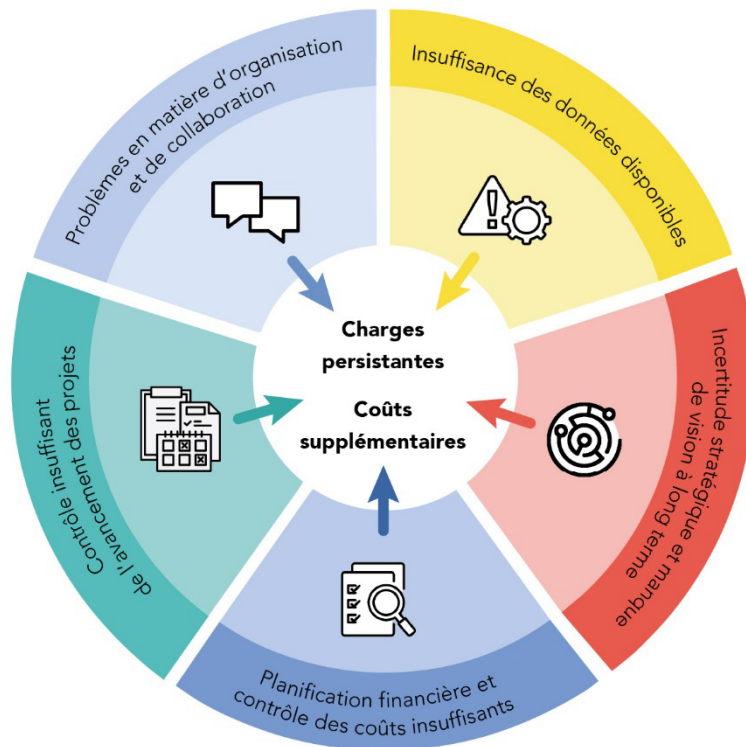 Problèmes en matière d'organisation
et de collaboration
Insuffisance des données disponibles
Incertitude stratégique et manque
de vision à long terme
Planification financière et
contrôle des coûts insuffisants
Contrôle insuffisant
de l'avancement des projets
Charges
persistantes
Coûts
supplémentaires